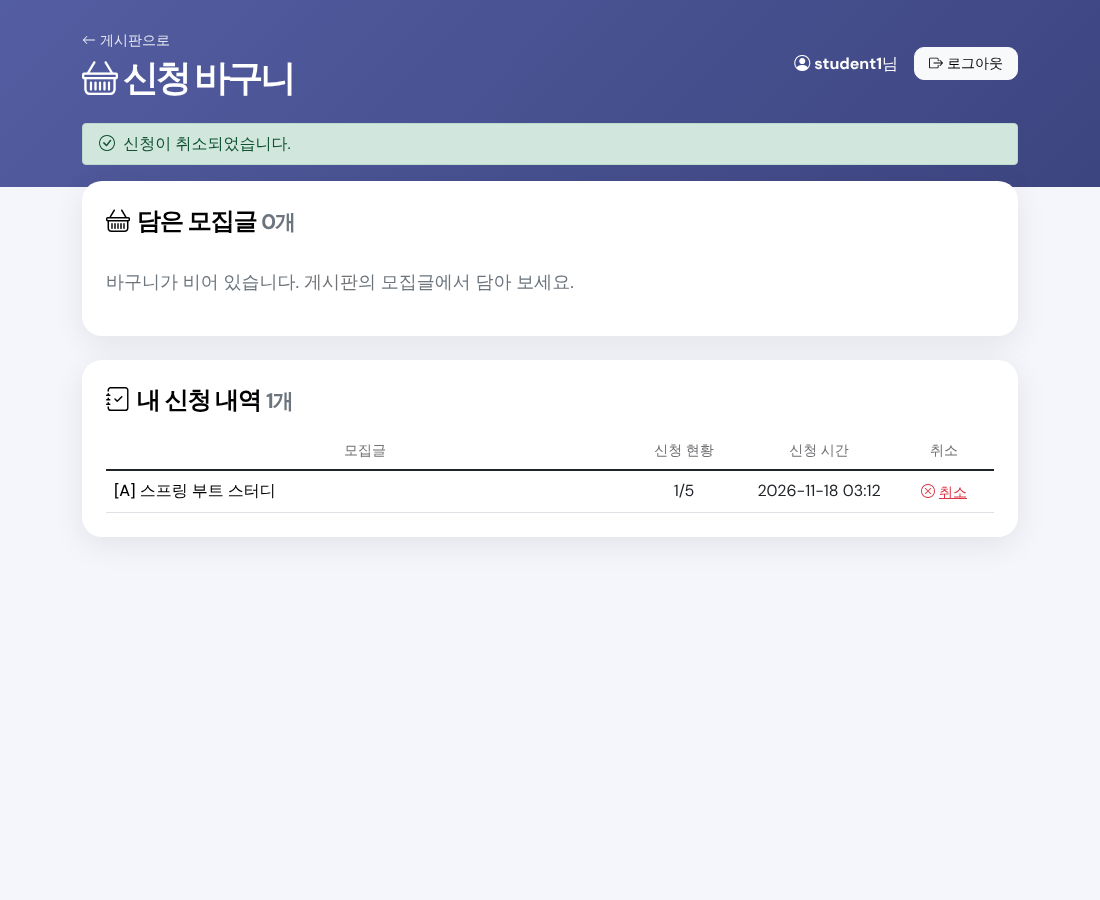 게시판으로
신청 바구니
student1님
로그아웃
신청이 취소되었습니다.
담은 모집글 0개
바구니가 비어 있습니다. 게시판의 모집글에서 담아 보세요.
내 신청 내역 1개
모집글 신청 현황 신청 시간 취소
[A] 스프링 부트 스터디 1/5 2026-11-18 03:12 취소